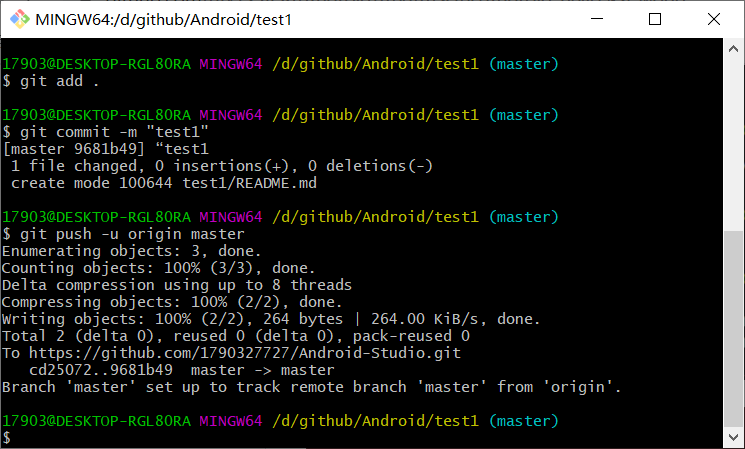 MINGW64:/d/github/Android/test1
17903@DESKTOP-RGL8ORA MINGW64 /d/github/Android/test1 (master)
$ git add .
17903@DESKTOP-RGL8ORA MINGW64 /d/github/Android/test1 (master)
$ git commit -m "test1"
[master 9681b49] “test1
 1 file changed, 0 insertions(+), 0 deletions(-)
 create mode 100644 test1/README.md
17903@DESKTOP-RGL8ORA MINGW64 /d/github/Android/test1 (master)
$ git push -u origin master
Enumerating objects: 3, done.
Counting objects: 100% (3/3), done.
Delta compression using up to 8 threads
Compressing objects: 100% (2/2), done.
Writing objects: 100% (2/2), 264 bytes | 264.00 KiB/s, done.
Total 2 (delta 0), reused 0 (delta 0), pack-reused 0
To https://github.com/1790327727/Android-Studio.git
   cd25072..9681b49  master -> master
Branch 'master' set up to track remote branch 'master' from 'origin'.
17903@DESKTOP-RGL8ORA MINGW64 /d/github/Android/test1 (master)
$